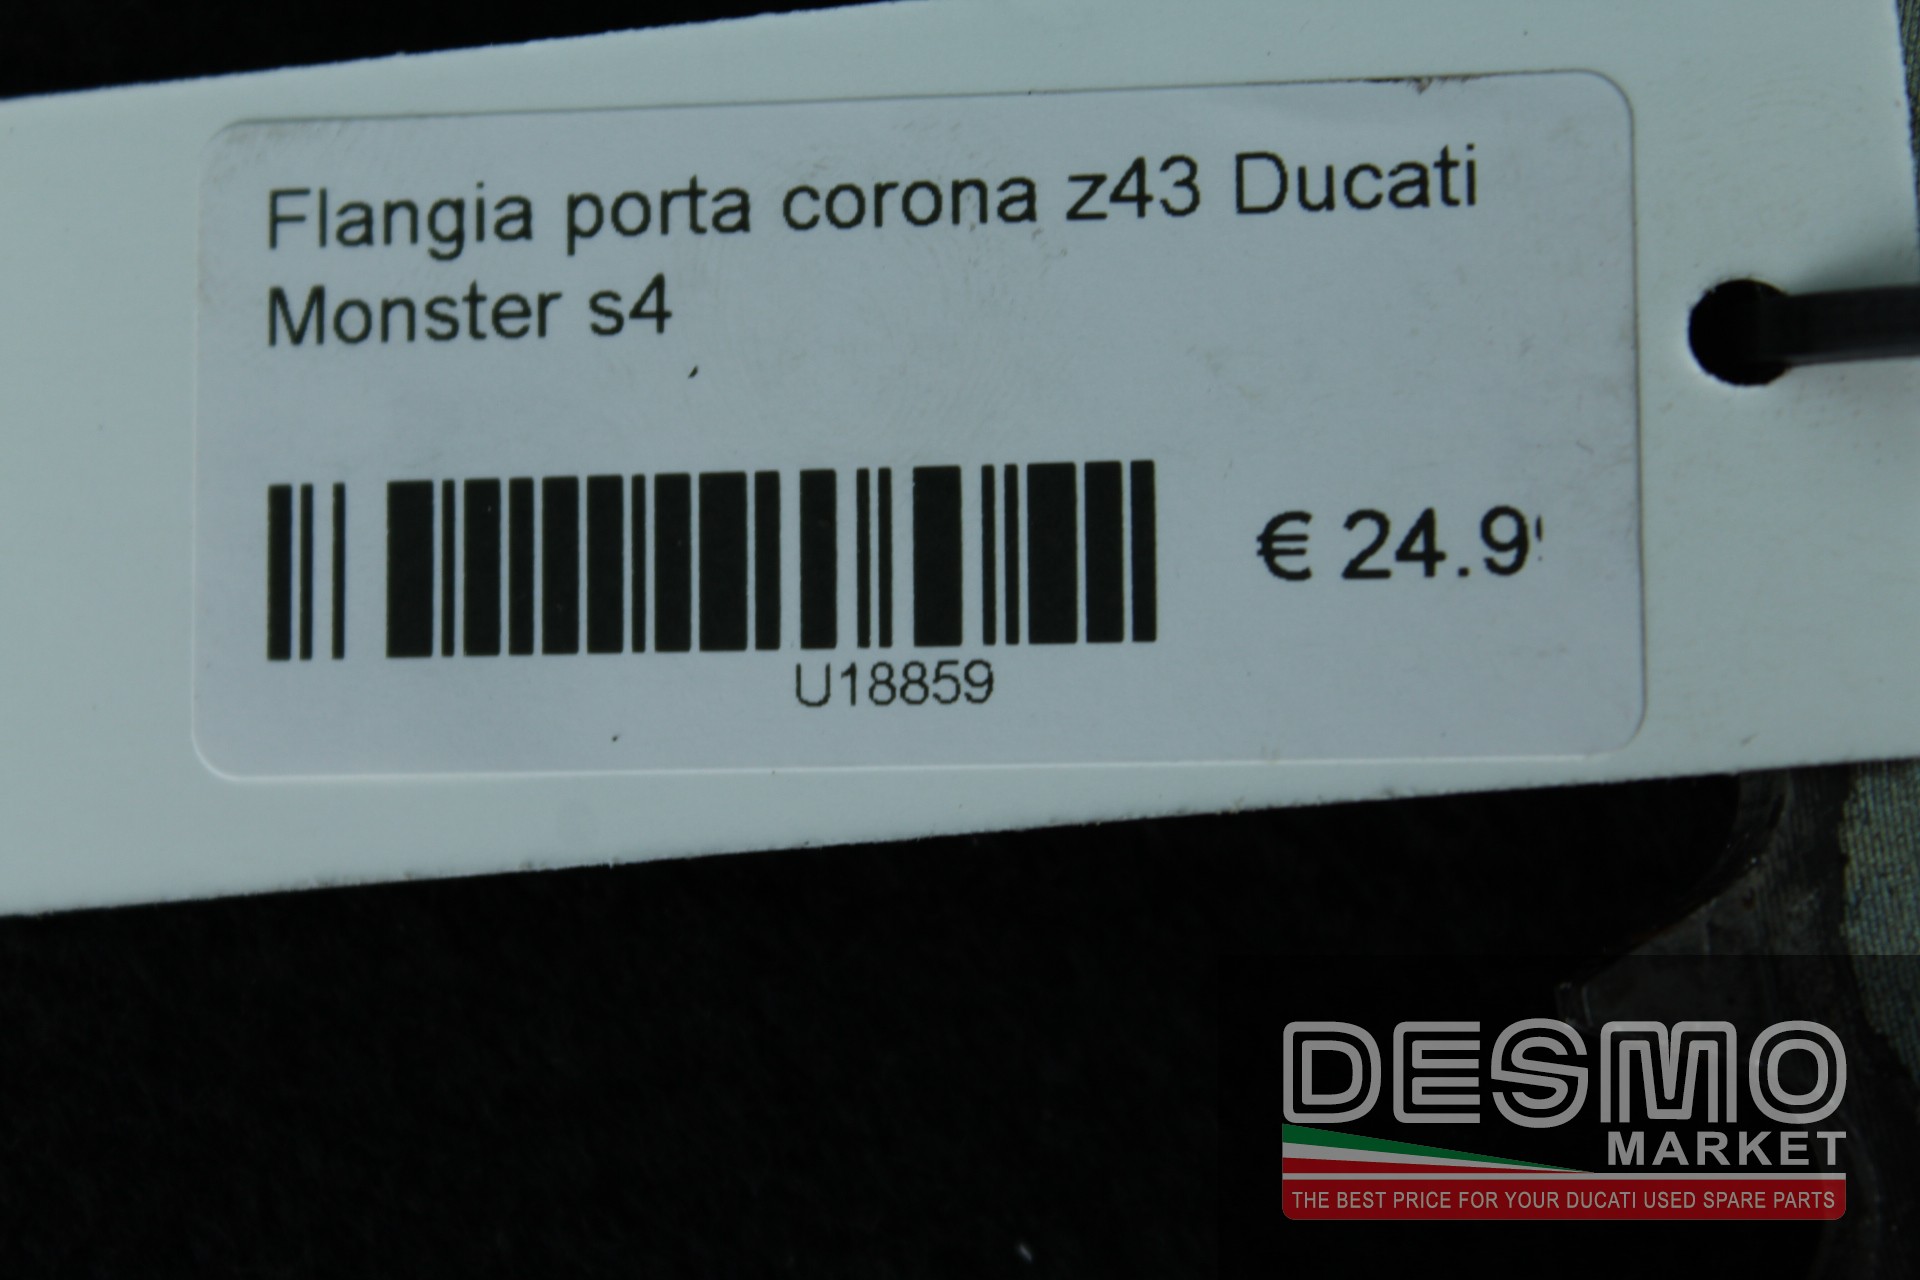 Flangia porta corona z43 Ducati
Monster s4
€ 24.9
U18859
DESMO
MARKET
THE BEST PRICE FOR YOUR DUCATI USED SPARE PARTS